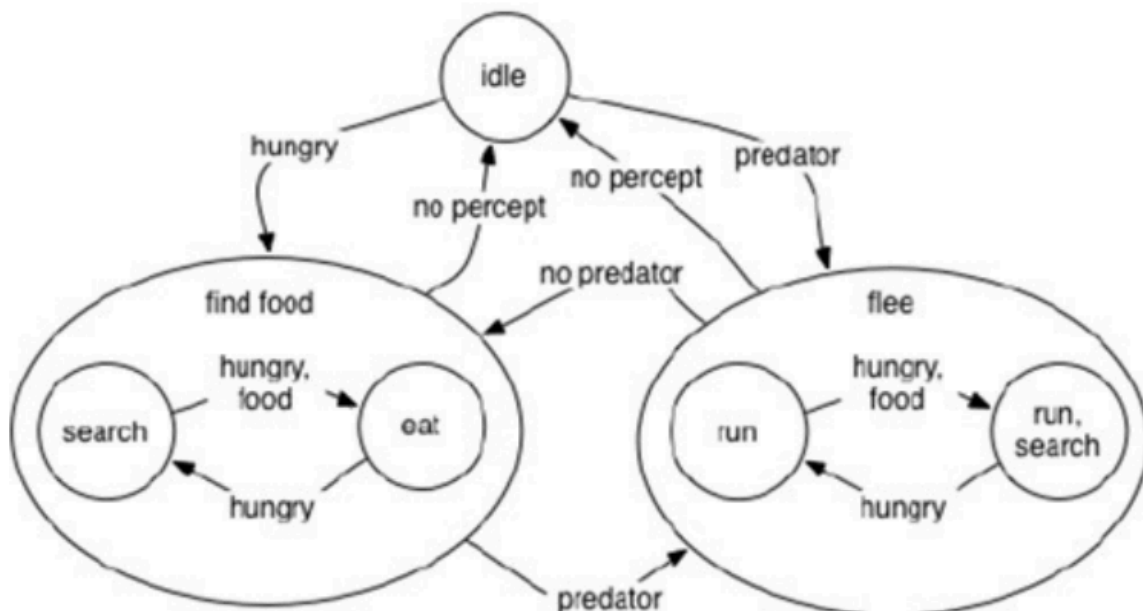 idle
hungry
predator
no percept
no percept
no predator
find food
flee
hungry,
food
search
eat
hungry
hungry,
food
run
run,
search
hungry
predator